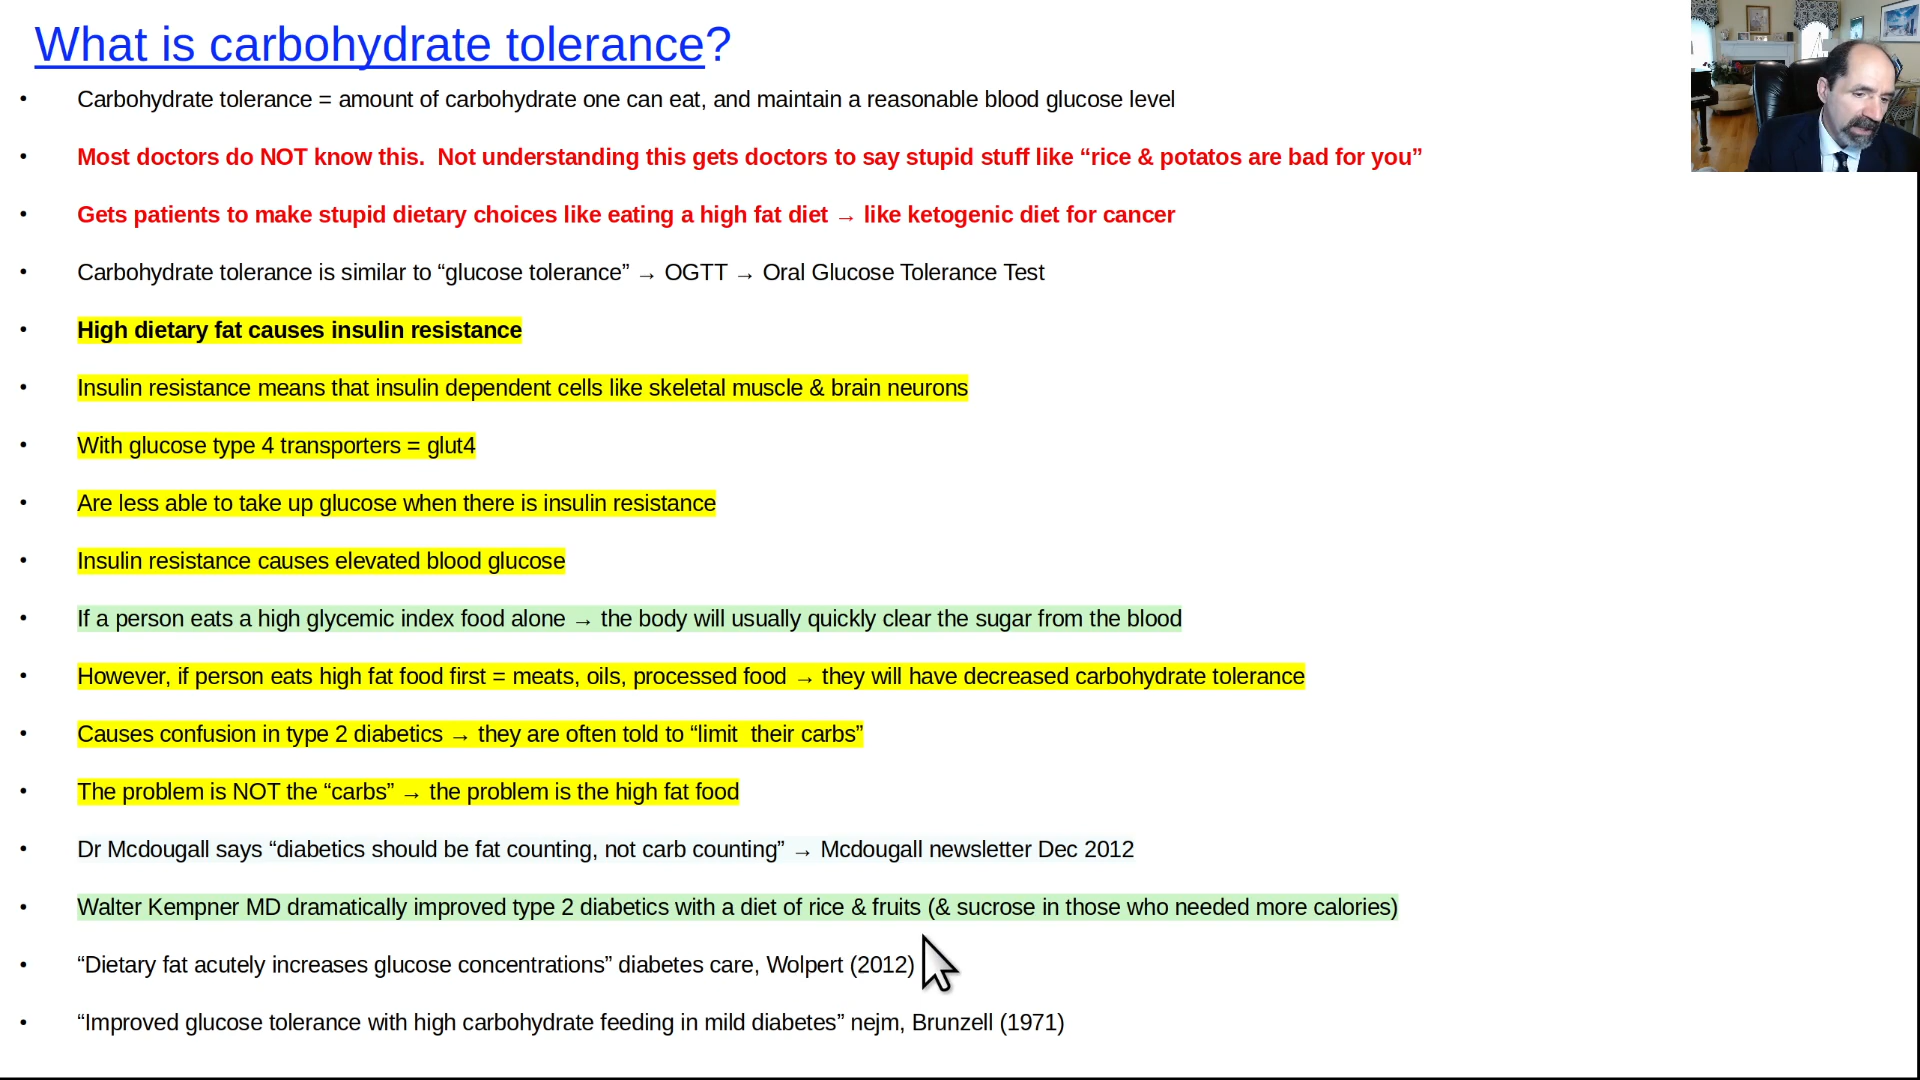 What is carbohydrate tolerance?
• Carbohydrate tolerance = amount of carbohydrate one can eat, and maintain a reasonable blood glucose level
• Most doctors do NOT know this.  Not understanding this gets doctors to say stupid stuff like “rice & potatos are bad for you”
• Gets patients to make stupid dietary choices like eating a high fat diet → like ketogenic diet for cancer
• Carbohydrate tolerance is similar to “glucose tolerance” → OGTT → Oral Glucose Tolerance Test
• High dietary fat causes insulin resistance
• Insulin resistance means that insulin dependent cells like skeletal muscle & brain neurons
• With glucose type 4 transporters = glut4
• Are less able to take up glucose when there is insulin resistance
• Insulin resistance causes elevated blood glucose
• If a person eats a high glycemic index food alone → the body will usually quickly clear the sugar from the blood
• However, if person eats high fat food first = meats, oils, processed food → they will have decreased carbohydrate tolerance
• Causes confusion in type 2 diabetics → they are often told to “limit  their carbs”
• The problem is NOT the “carbs” → the problem is the high fat food
• Dr Mcdougall says “diabetics should be fat counting, not carb counting” → Mcdougall newsletter Dec 2012
• Walter Kempner MD dramatically improved type 2 diabetics with a diet of rice & fruits (& sucrose in those who needed more calories)
• “Dietary fat acutely increases glucose concentrations” diabetes care, Wolpert (2012)
• “Improved glucose tolerance with high carbohydrate feeding in mild diabetes” nejm, Brunzell (1971)